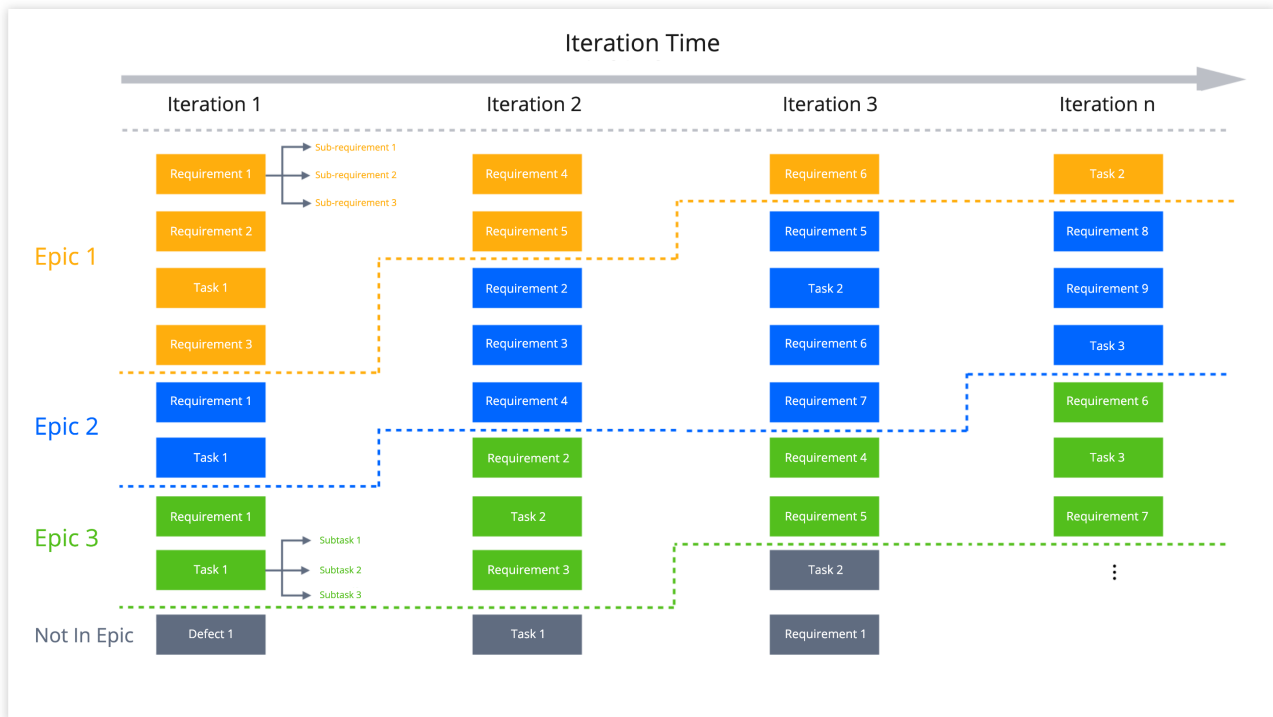 Iteration Time
Iteration 1
Iteration 2
Iteration 3
Iteration n
Epic 1
Requirement 1
Sub-requirement 1
Sub-requirement 2
Sub-requirement 3
Requirement 4
Requirement 6
Task 2
Requirement 2
Requirement 5
Requirement 5
Requirement 8
Task 1
Requirement 2
Task 2
Requirement 9
Requirement 3
Requirement 3
Requirement 6
Task 3
Epic 2
Requirement 1
Requirement 4
Requirement 7
Requirement 6
Task 1
Requirement 2
Requirement 4
Task 3
Epic 3
Requirement 1
Task 2
Requirement 5
Requirement 7
Task 1
Subtask 1
Subtask 2
Subtask 3
Requirement 3
Task 2
⋮
Not In Epic
Defect 1
Task 1
Requirement 1